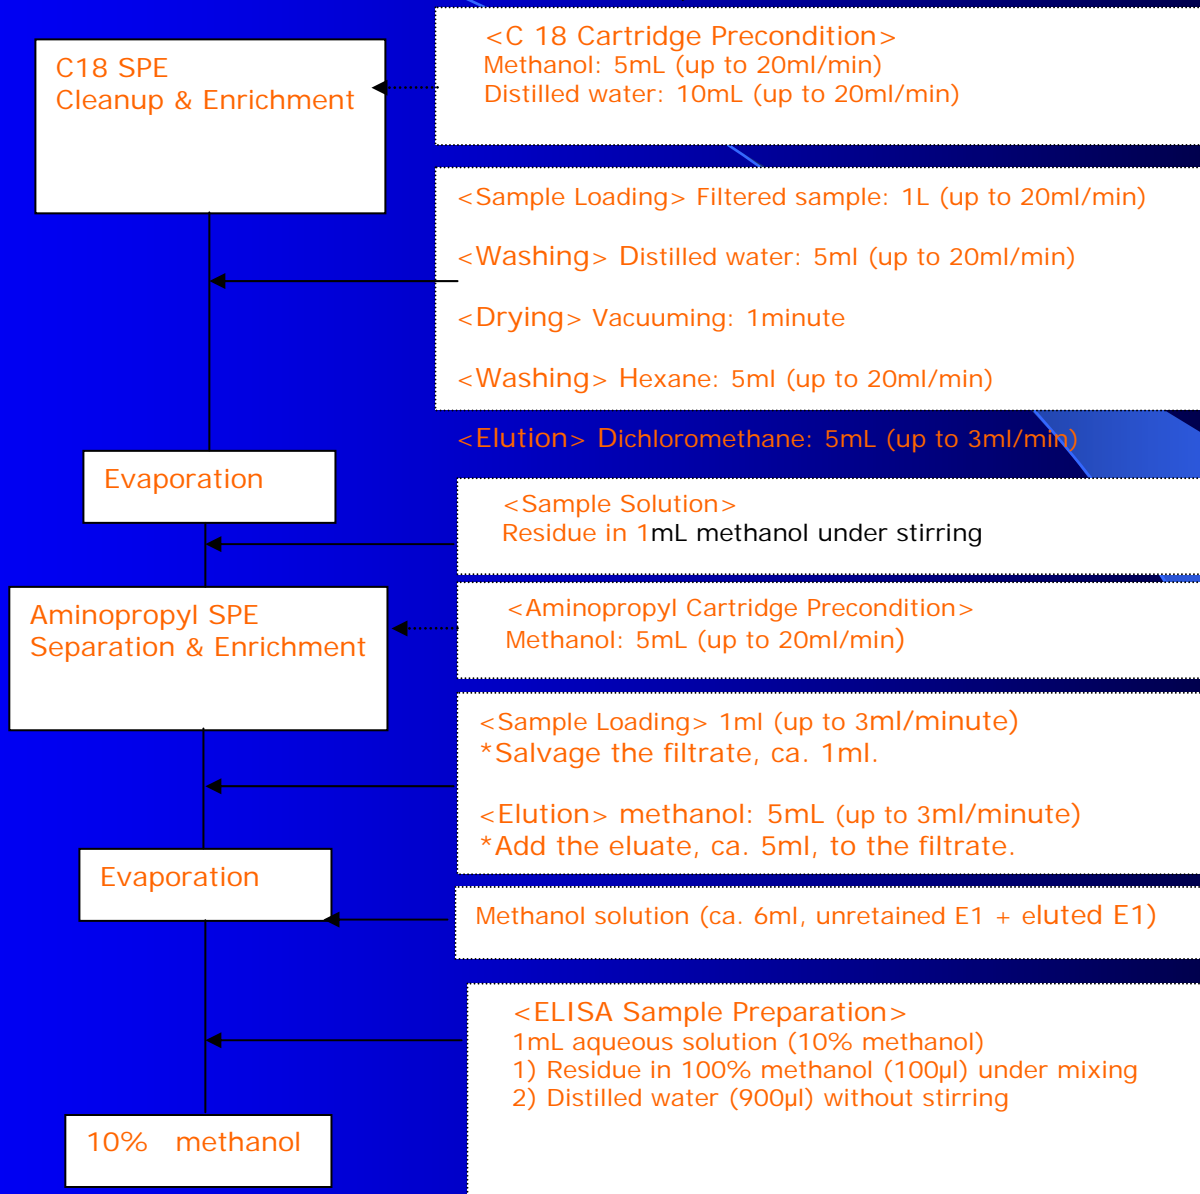 C18 SPE
Cleanup & Enrichment
<C 18 Cartridge Precondition>
Methanol: 5mL (up to 20ml/min)
Distilled water: 10mL (up to 20ml/min)
<Sample Loading> Filtered sample: 1L (up to 20ml/min)
<Washing> Distilled water: 5ml (up to 20ml/min)
<Drying> Vacuuming: 1minute
<Washing> Hexane: 5ml (up to 20ml/min)
<Elution> Dichloromethane: 5mL (up to 3ml/min)
Evaporation
<Sample Solution>
Residue in 1mL methanol under stirring
Aminopropyl SPE
Separation & Enrichment
<Aminopropyl Cartridge Precondition>
Methanol: 5mL (up to 20ml/min)
<Sample Loading> 1ml (up to 3ml/minute)
*Salvage the filtrate, ca. 1ml.
<Elution> methanol: 5mL (up to 3ml/minute)
*Add the eluate, ca. 5ml, to the filtrate.
Evaporation
Methanol solution (ca. 6ml, unretained E1 + eluted E1)
<ELISA Sample Preparation>
1mL aqueous solution (10% methanol)
1) Residue in 100% methanol (100µl) under mixing
2) Distilled water (900µl) without stirring
10% methanol